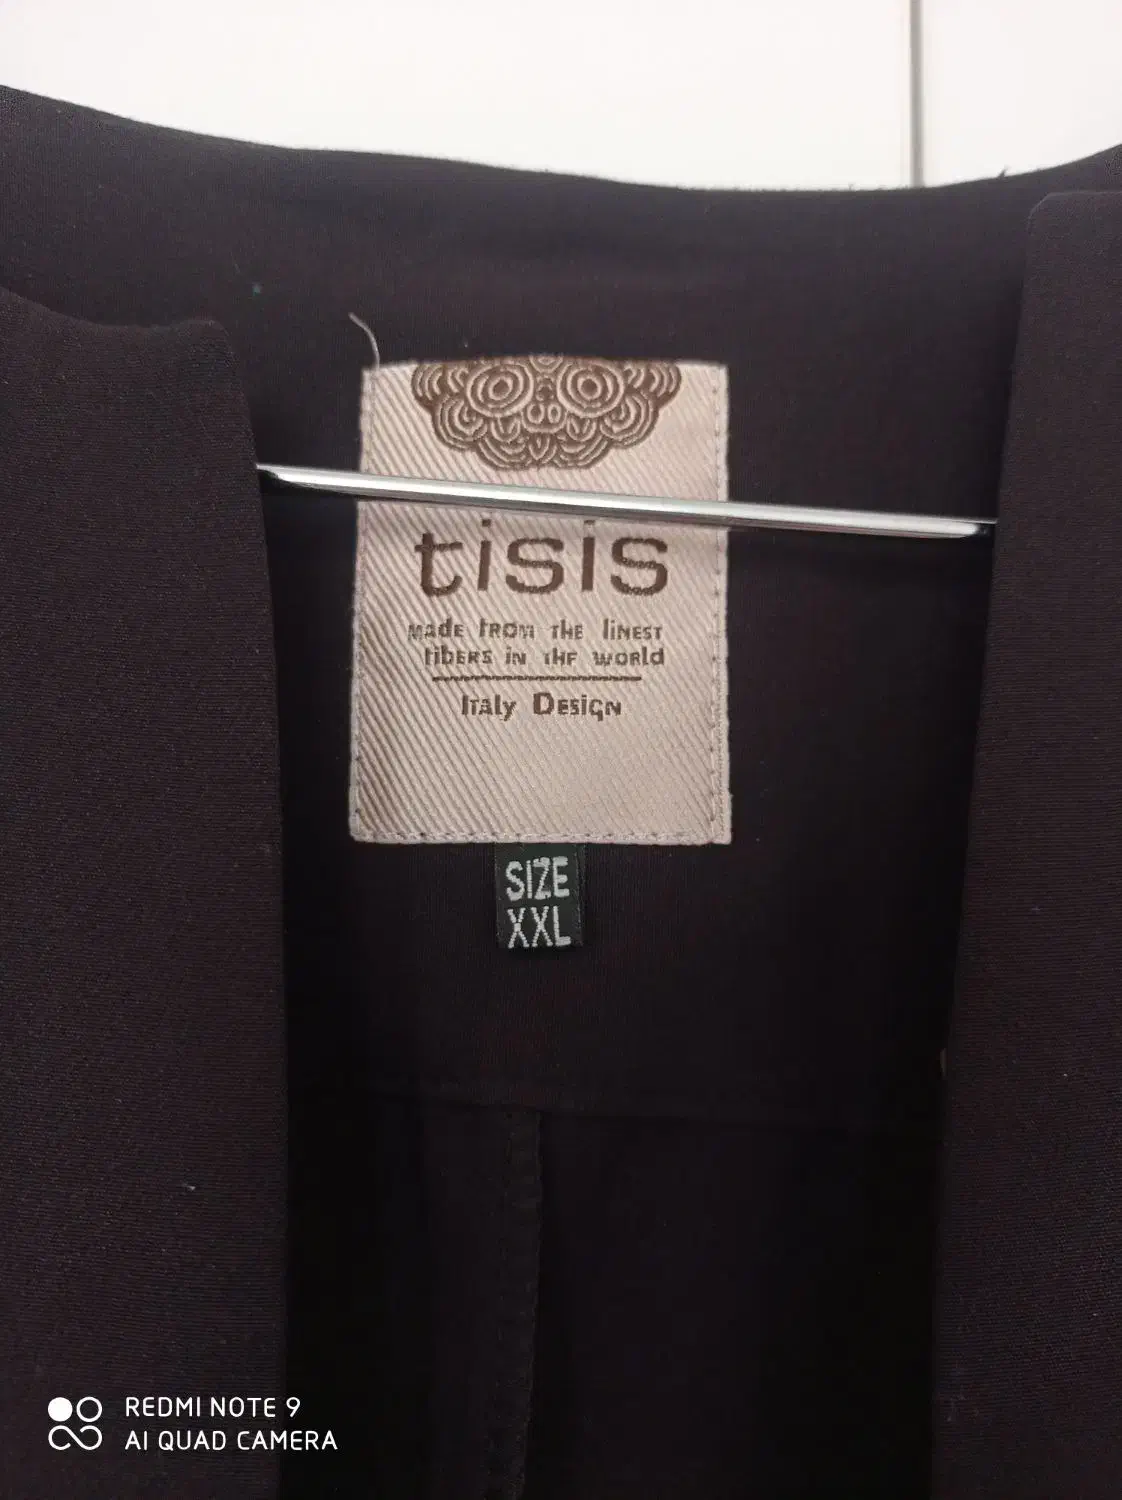 tisis
MADE FROM THE FINEST
FIBERS IN THE WORLD
ITALY DESIGN
SIZE
XXL
REDMI NOTE 9
AI QUAD CAMERA